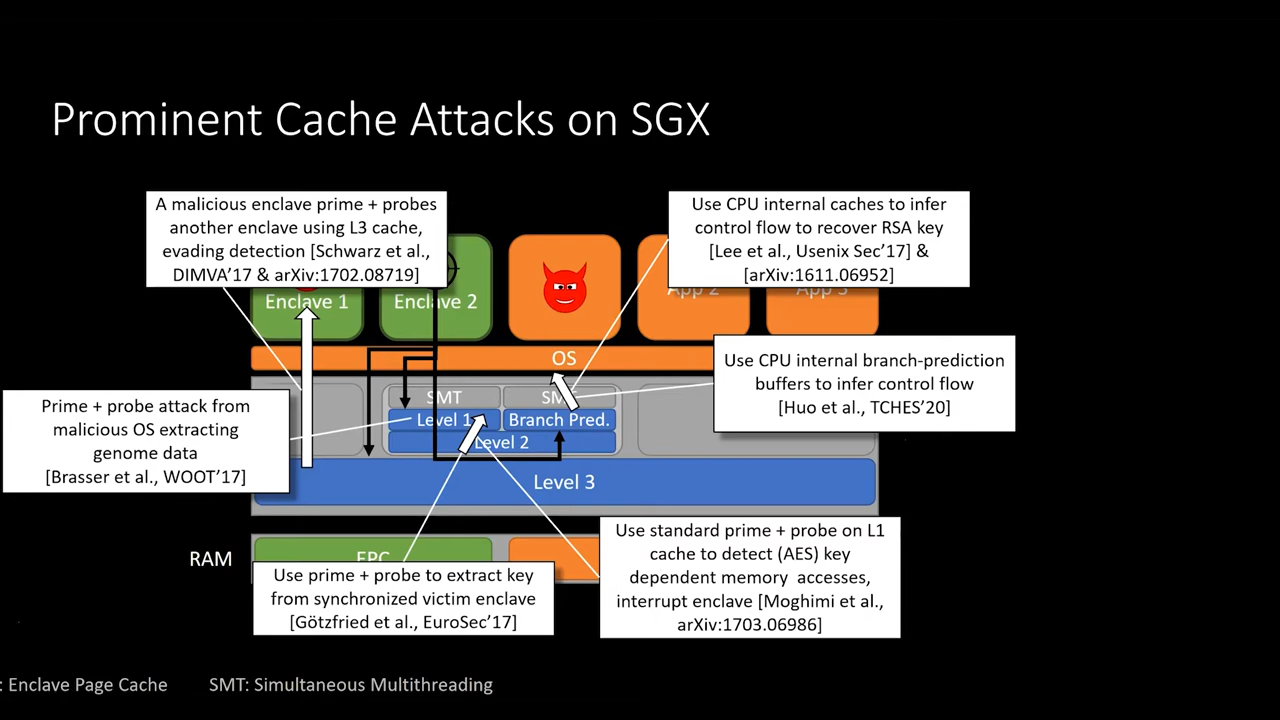 Prominent Cache Attacks on SGX
A malicious enclave prime + probes
another enclave using L3 cache,
evading detection [Schwarz et al.,
DIMVA’17 & arXiv:1702.08719]
Use CPU internal caches to infer
control flow to recover RSA key
[Lee et al., Usenix Sec’17] &
[arXiv:1611.06952]
Enclave 1
Enclave 2
App 2
App 3
OS
Use CPU internal branch-prediction
buffers to infer control flow
[Huo et al., TCHES’20]
Prime + probe attack from
malicious OS extracting
genome data
[Brasser et al., WOOT’17]
SMT
SMT
Level 1
Branch Pred.
Level 2
Level 3
RAM
EPC
Use prime + probe to extract key
from synchronized victim enclave
[Götzfried et al., EuroSec’17]
Use standard prime + probe on L1
cache to detect (AES) key
dependent memory accesses,
interrupt enclave [Moghimi et al.,
arXiv:1703.06986]
: Enclave Page Cache
SMT: Simultaneous Multithreading